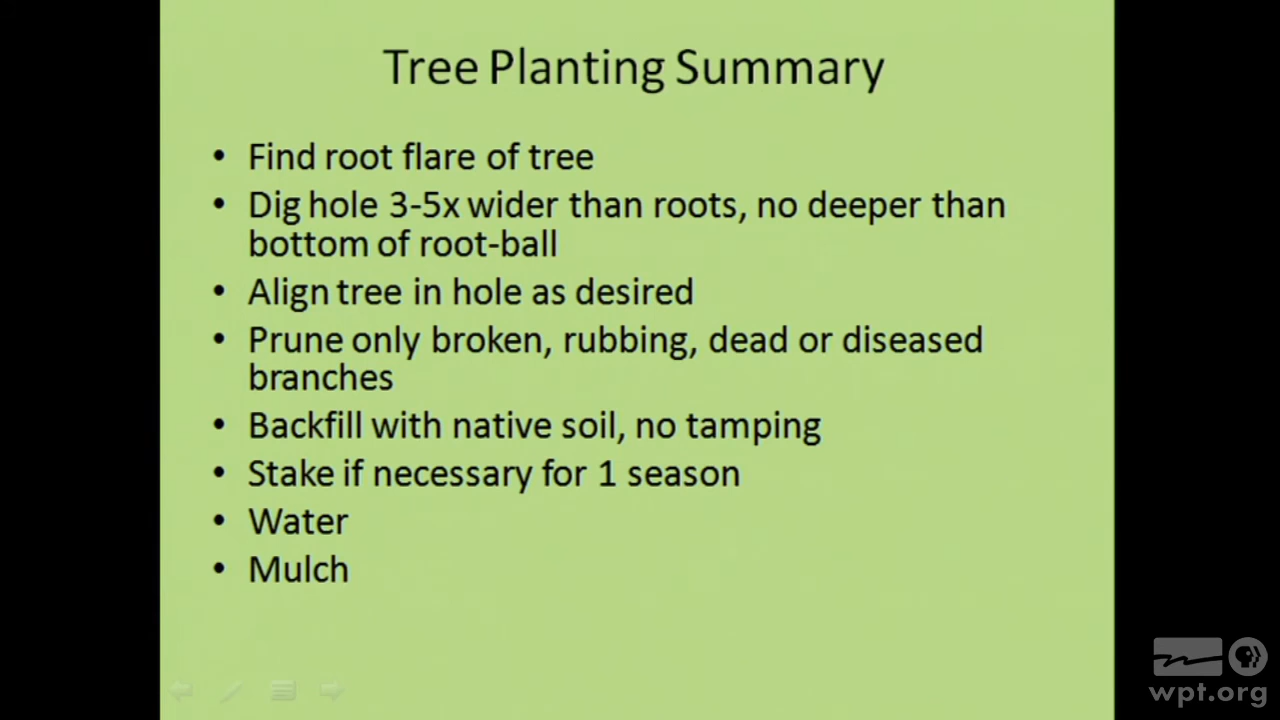 Tree Planting Summary
• Find root flare of tree
• Dig hole 3-5x wider than roots, no deeper than
bottom of root-ball
• Align tree in hole as desired
• Prune only broken, rubbing, dead or diseased
branches
• Backfill with native soil, no tamping
• Stake if necessary for 1 season
• Water
• Mulch
wpt.org